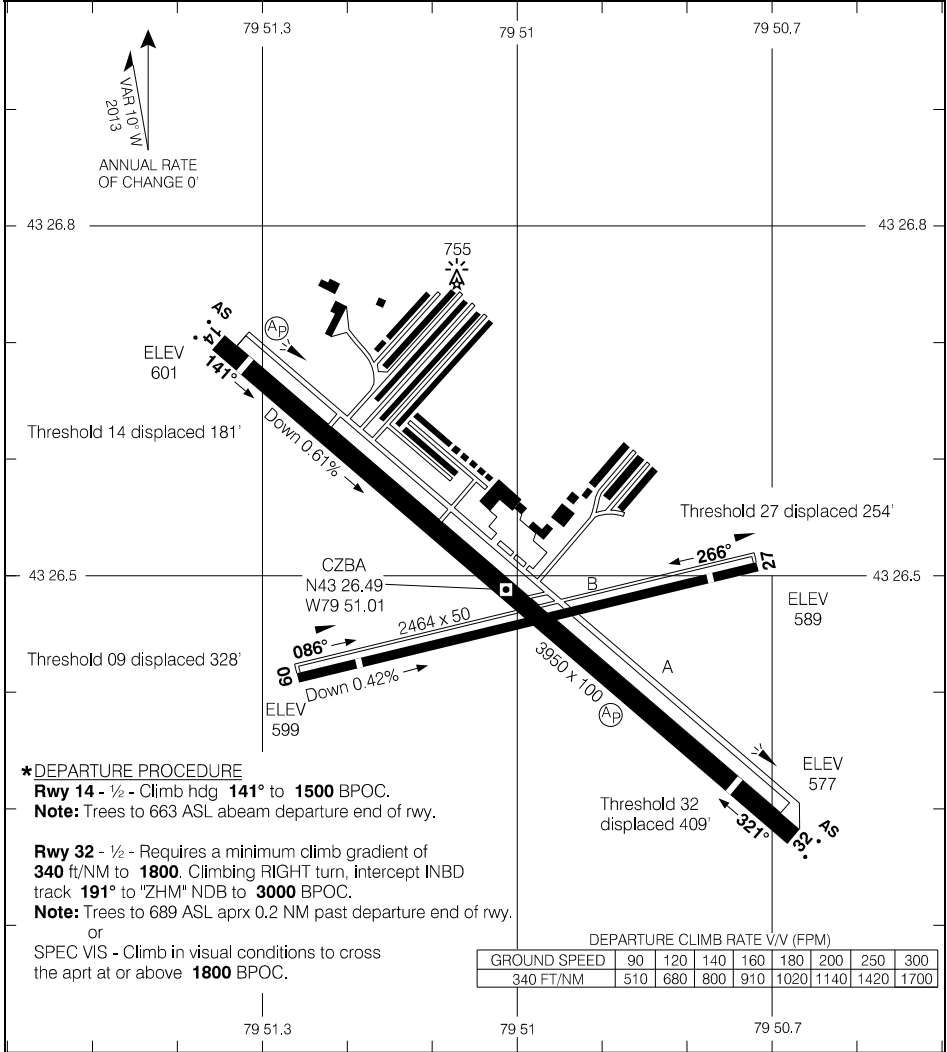 79 51.3
79 51
79 50.7
VAR 10° W
2013
ANNUAL RATE
OF CHANGE 0'
43 26.8
43 26.8
755
AS
14
AP
ELEV
601
141°
Threshold 14 displaced 181'
Down 0.61%
Threshold 27 displaced 254'
266°
27
43 26.5
43 26.5
CZBA
N43 26.49
W79 51.01
B
ELEV
589
2464 x 50
086°
Threshold 09 displaced 328'
09
Down 0.42%
3950 x 100
A
AP
ELEV
599
ELEV
577
*DEPARTURE PROCEDURE
Rwy 14 - ½ - Climb hdg 141° to 1500 BPOC.
Note: Trees to 663 ASL abeam departure end of rwy.
Threshold 32
displaced 409'
321°
32
AS
Rwy 32 - ½ - Requires a minimum climb gradient of
340 ft/NM to 1800. Climbing RIGHT turn, intercept INBD
track 191° to "ZHM" NDB to 3000 BPOC.
Note: Trees to 689 ASL aprx 0.2 NM past departure end of rwy.
or
SPEC VIS - Climb in visual conditions to cross
the aprt at or above 1800 BPOC.
DEPARTURE CLIMB RATE V/V (FPM)
GROUND SPEED 90 120 140 160 180 200 250 300
340 FT/NM 510 680 800 910 1020 1140 1420 1700
79 51.3
79 51
79 50.7